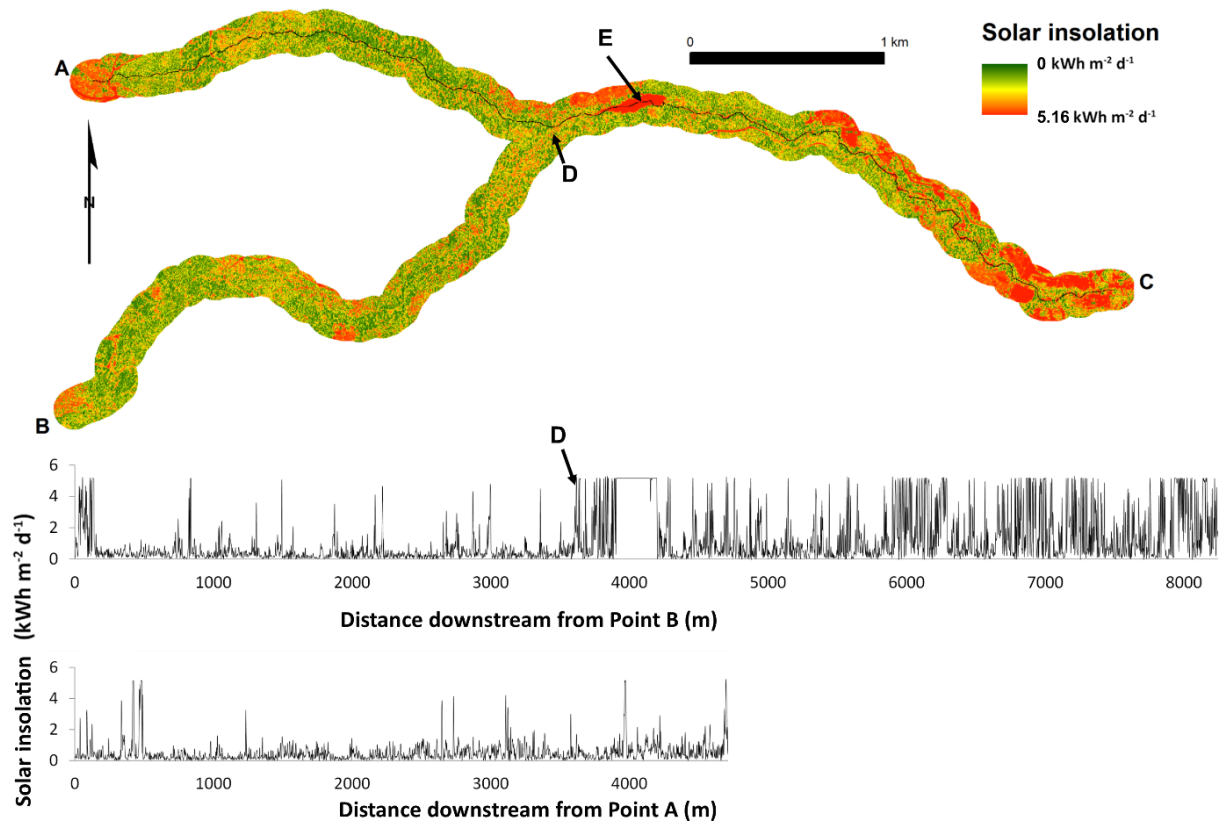 A
E
0
1 km
Solar insolation
0 kWh m⁻² d⁻¹
5.16 kWh m⁻² d⁻¹
D
N
C
B
D
6
4
2
0
0
1000
2000
3000
4000
5000
6000
7000
8000
Distance downstream from Point B (m)
Solar insolation (kWh m⁻² d⁻¹)
6
4
2
0
0
1000
2000
3000
4000
Distance downstream from Point A (m)